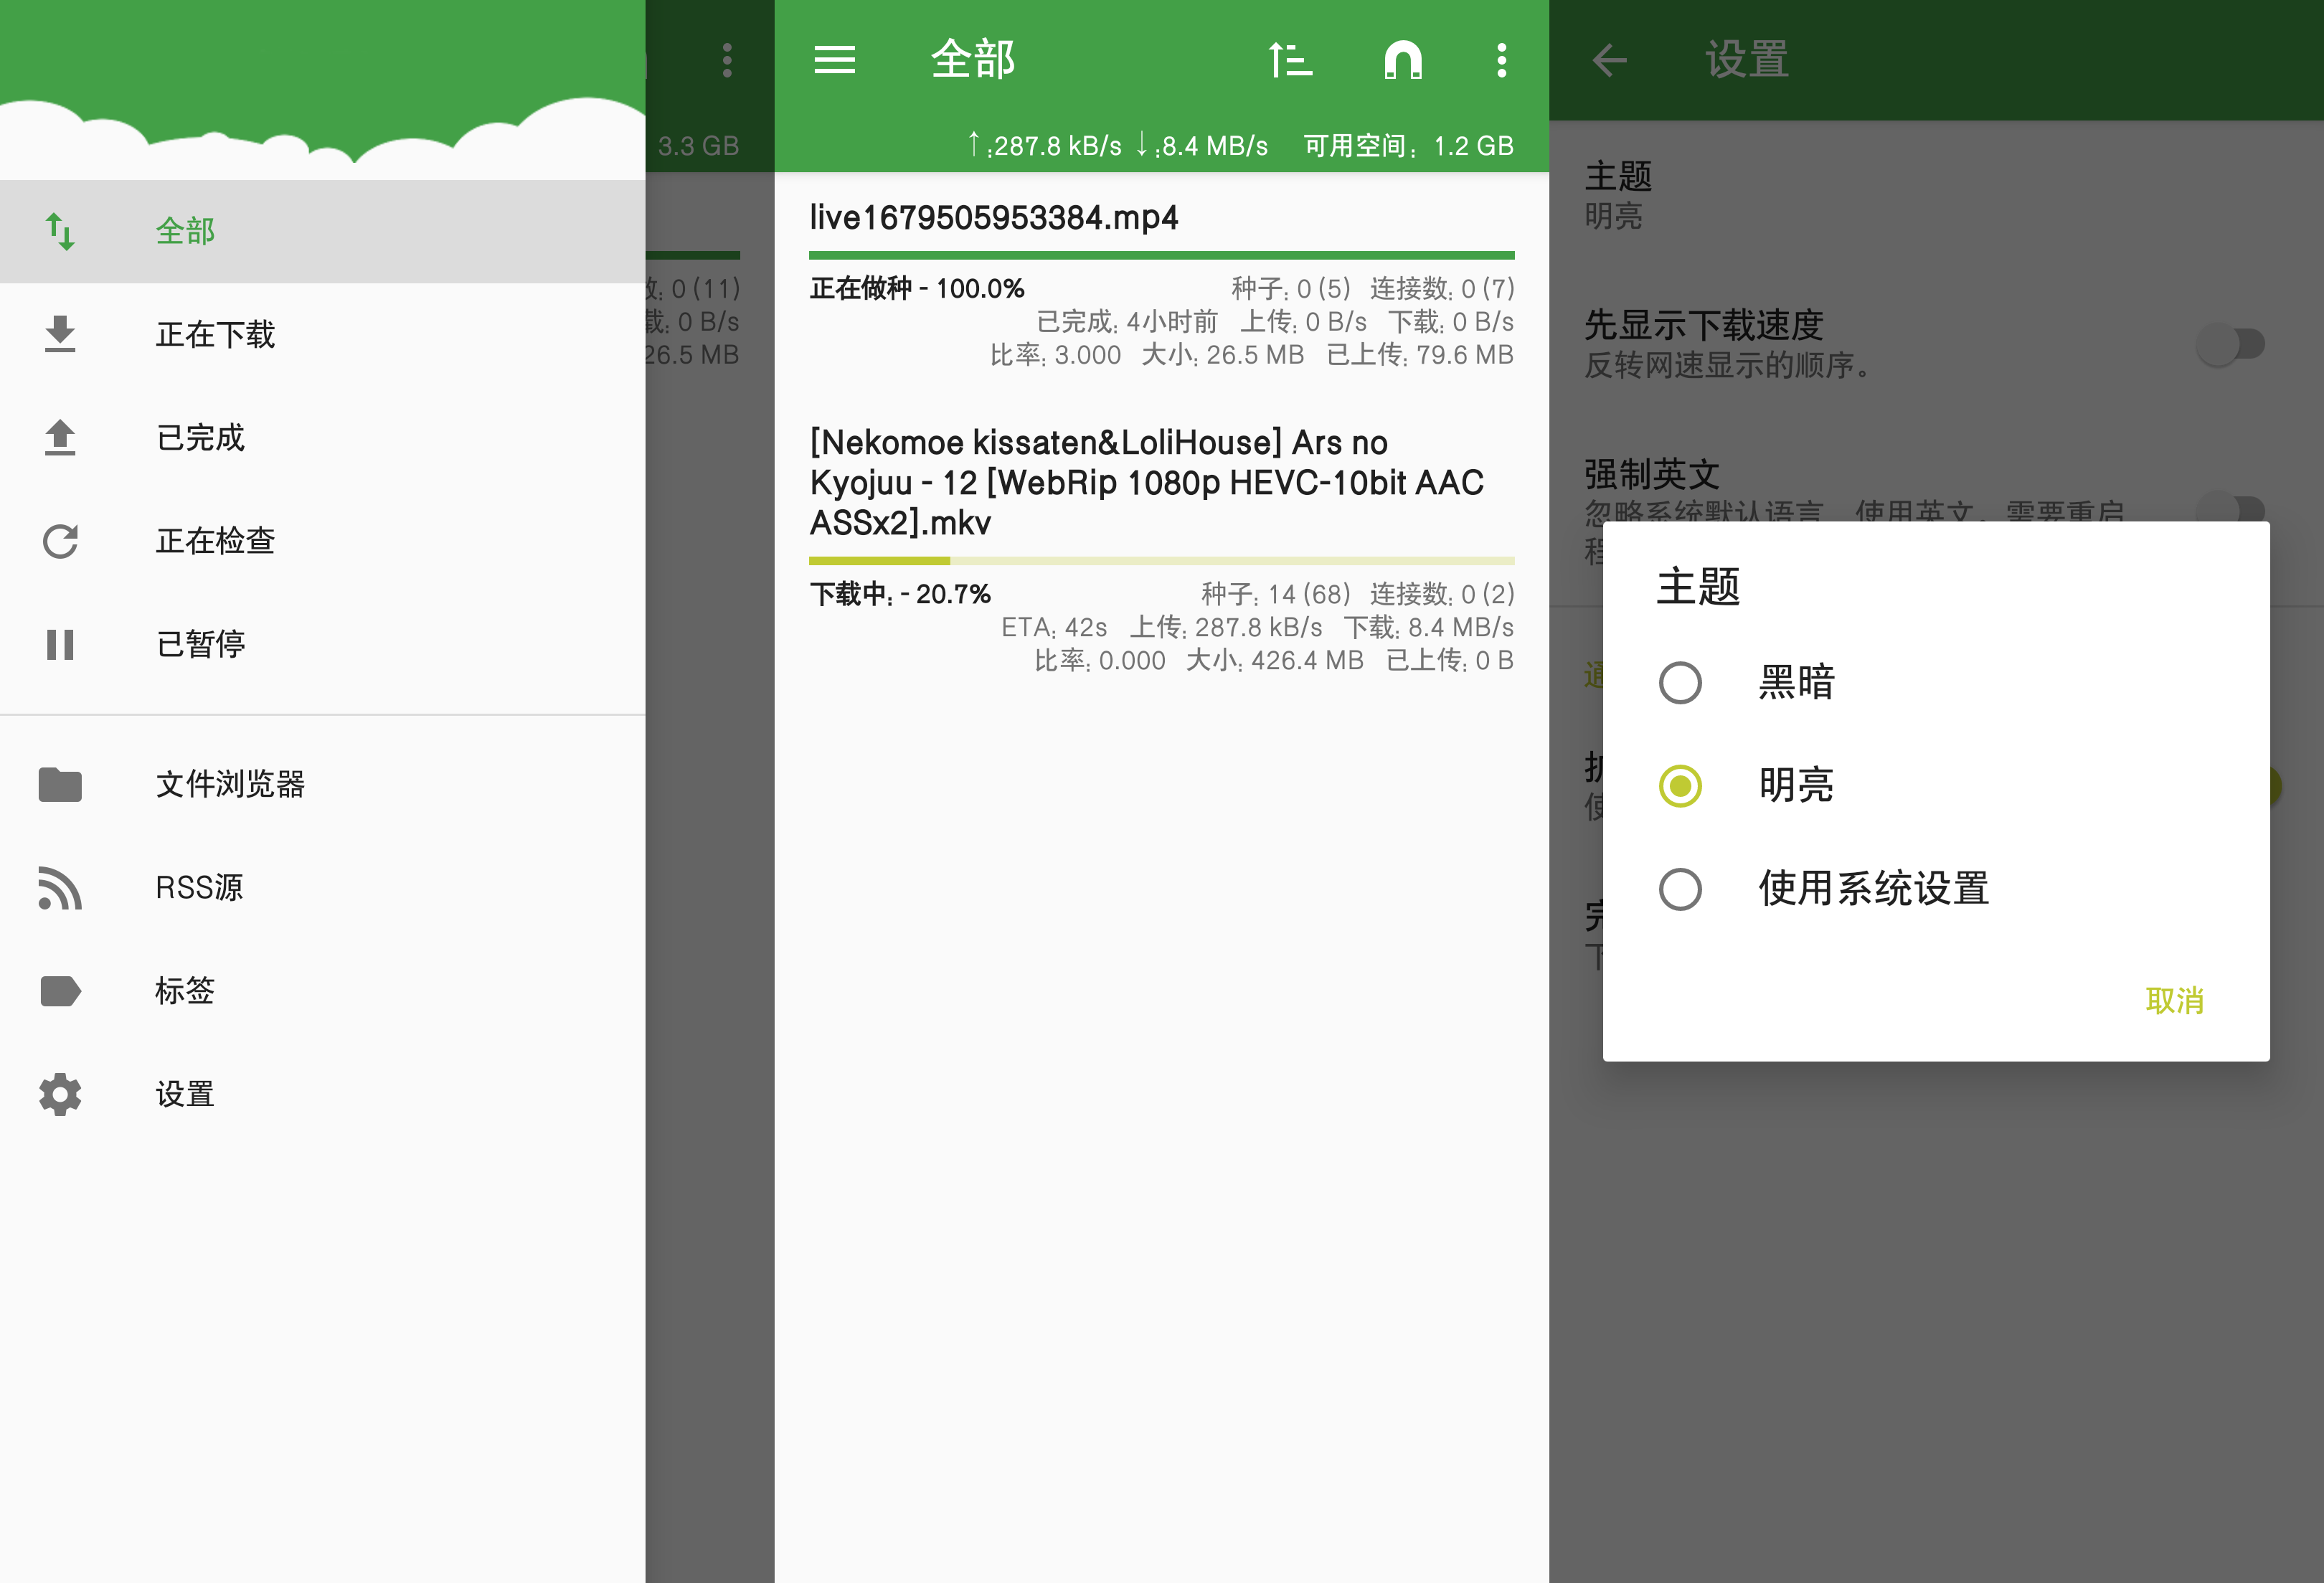 3.3 GB
全部
数: 0 (11)
载: 0 B/s
26.5 MB
正在下载
已完成
正在检查
已暂停
文件浏览器
RSS源
标签
设置
全部
↑:287.8 kB/s ↓:8.4 MB/s 可用空间: 1.2 GB
live1679505953384.mp4
正在做种 - 100.0% 种子: 0 (5) 连接数: 0 (7)
已完成: 4小时前 上传: 0 B/s 下载: 0 B/s
比率: 3.000 大小: 26.5 MB 已上传: 79.6 MB
[Nekomoe kissaten&LoliHouse] Ars no
Kyojuu - 12 [WebRip 1080p HEVC-10bit AAC
ASSx2].mkv
下载中: - 20.7% 种子: 14 (68) 连接数: 0 (2)
ETA: 42s 上传: 287.8 kB/s 下载: 8.4 MB/s
比率: 0.000 大小: 426.4 MB 已上传: 0 B
设置
主题
明亮
先显示下载速度
反转网速显示的顺序。
强制英文
忽略系统默认语言，使用英文。需要重启
程
通
扩
使
完
下
主题
黑暗
明亮
使用系统设置
取消